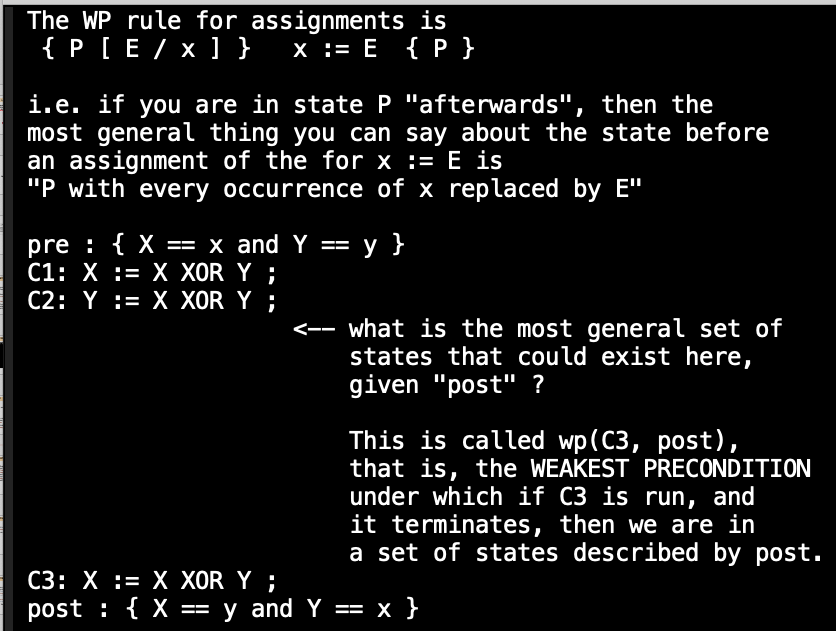 The WP rule for assignments is
{ P [ E / x ] }   x := E  { P }
i.e. if you are in state P "afterwards", then the
most general thing you can say about the state before
an assignment of the for x := E is
"P with every occurrence of x replaced by E"
pre : { X == x and Y == y }
C1: X := X XOR Y ;
C2: Y := X XOR Y ;
<-- what is the most general set of
states that could exist here,
given "post" ?
This is called wp(C3, post),
that is, the WEAKEST PRECONDITION
under which if C3 is run, and
it terminates, then we are in
a set of states described by post.
C3: X := X XOR Y ;
post : { X == y and Y == x }